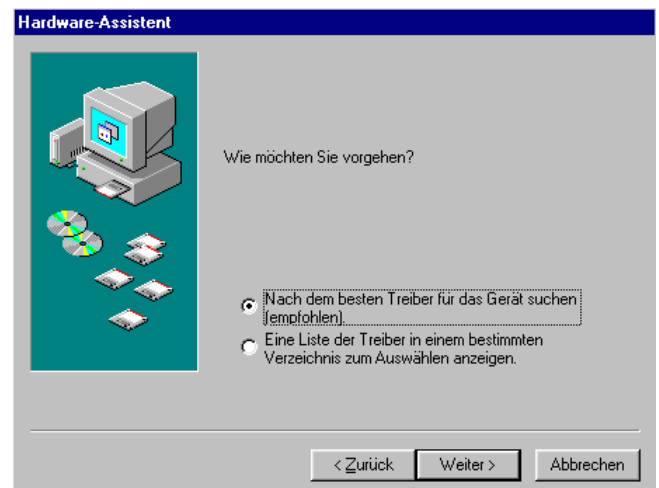 Hardware-Assistent
Wie möchten Sie vorgehen?
Nach dem besten Treiber für das Gerät suchen
(empfohlen).
Eine Liste der Treiber in einem bestimmten
Verzeichnis zum Auswählen anzeigen.
< Zurück
Weiter >
Abbrechen